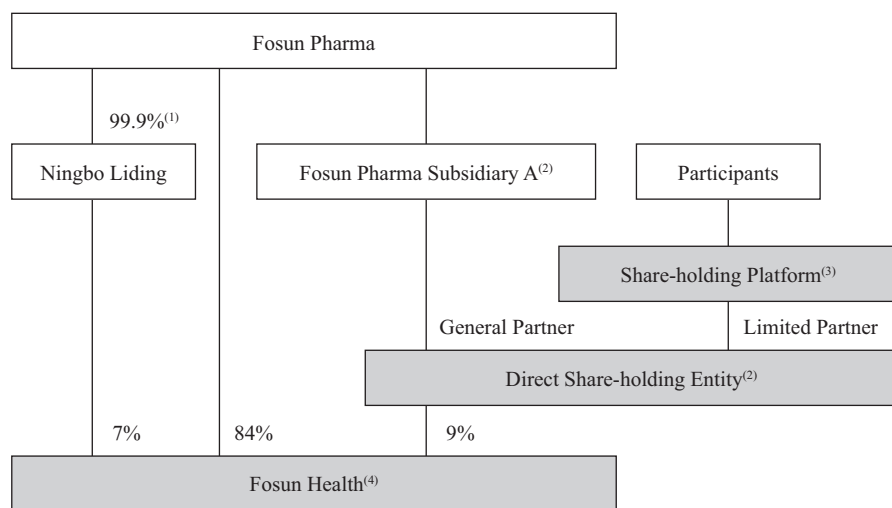 Fosun Pharma
99.9%(1)
Ningbo Liding
Fosun Pharma Subsidiary A(2)
Participants
Share-holding Platform(3)
General Partner
Limited Partner
Direct Share-holding Entity(2)
7%
84%
9%
Fosun Health(4)